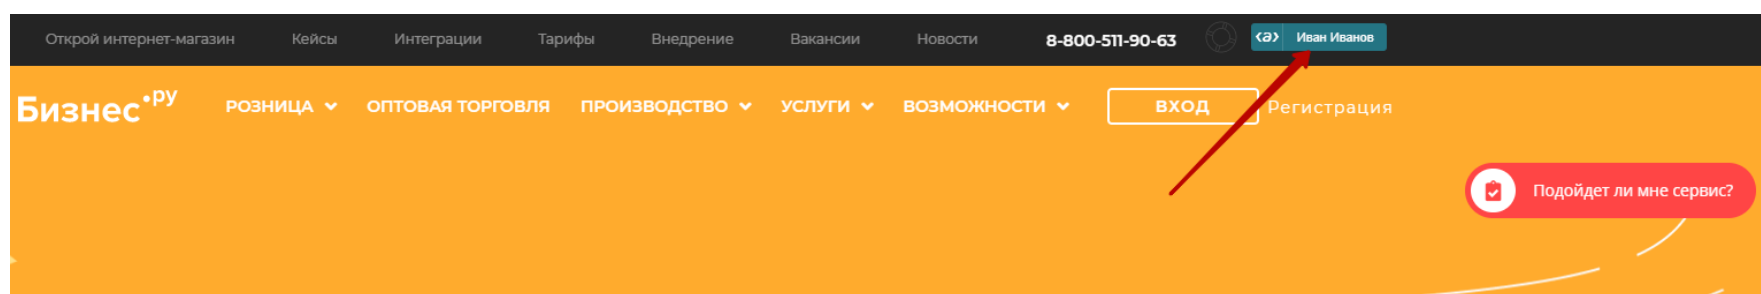 Открой интернет-магазин Кейсы Интеграции Тарифы Внедрение Вакансии Новости 8-800-511-90-63 ‹a› Иван Иванов
Бизнес•ру РОЗНИЦА ОПТОВАЯ ТОРГОВЛЯ ПРОИЗВОДСТВО УСЛУГИ ВОЗМОЖНОСТИ ВХОД Регистрация
Подойдет ли мне сервис?